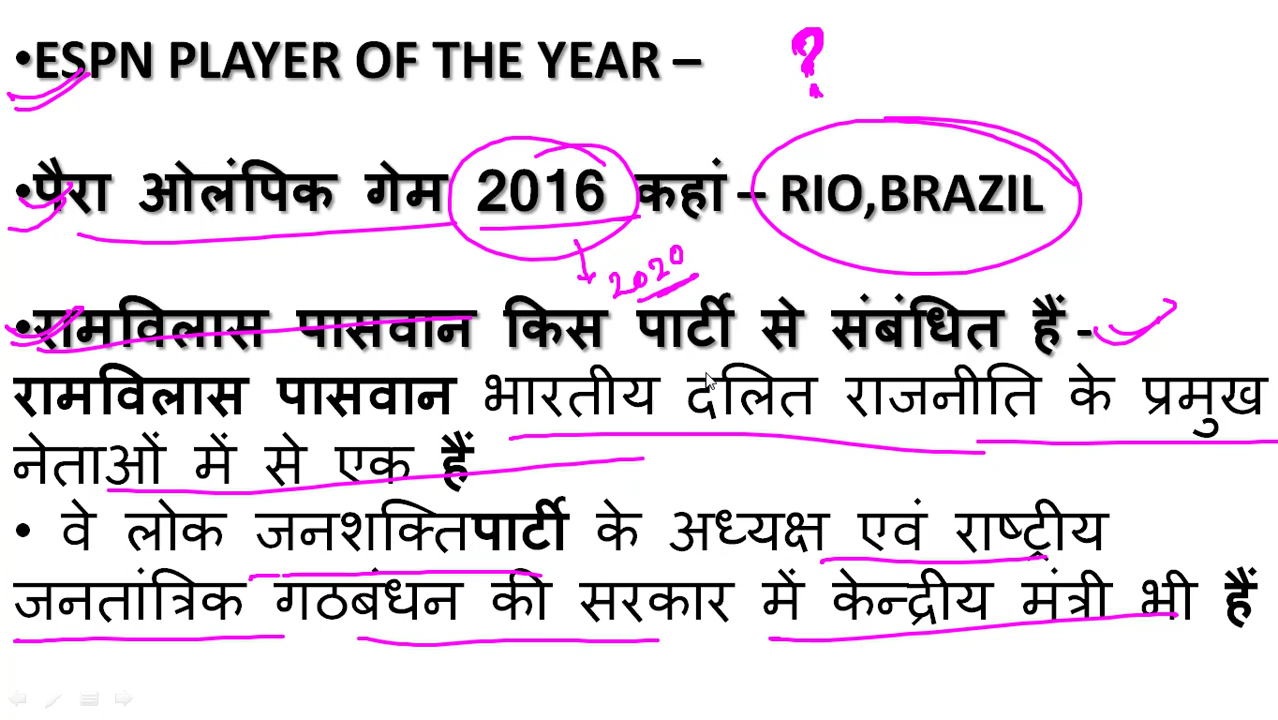 •ESPN PLAYER OF THE YEAR – ?
•पैरा ओलंपिक गेम 2016 कहां – RIO,BRAZIL
2020
•रामविलास पासवान किस पार्टी से संबंधित हैं -
रामविलास पासवान भारतीय दलित राजनीति के प्रमुख
नेताओं में से एक हैं
• वे लोक जनशक्तिपार्टी के अध्यक्ष एवं राष्ट्रीय
जनतांत्रिक गठबंधन की सरकार में केन्द्रीय मंत्री भी हैं